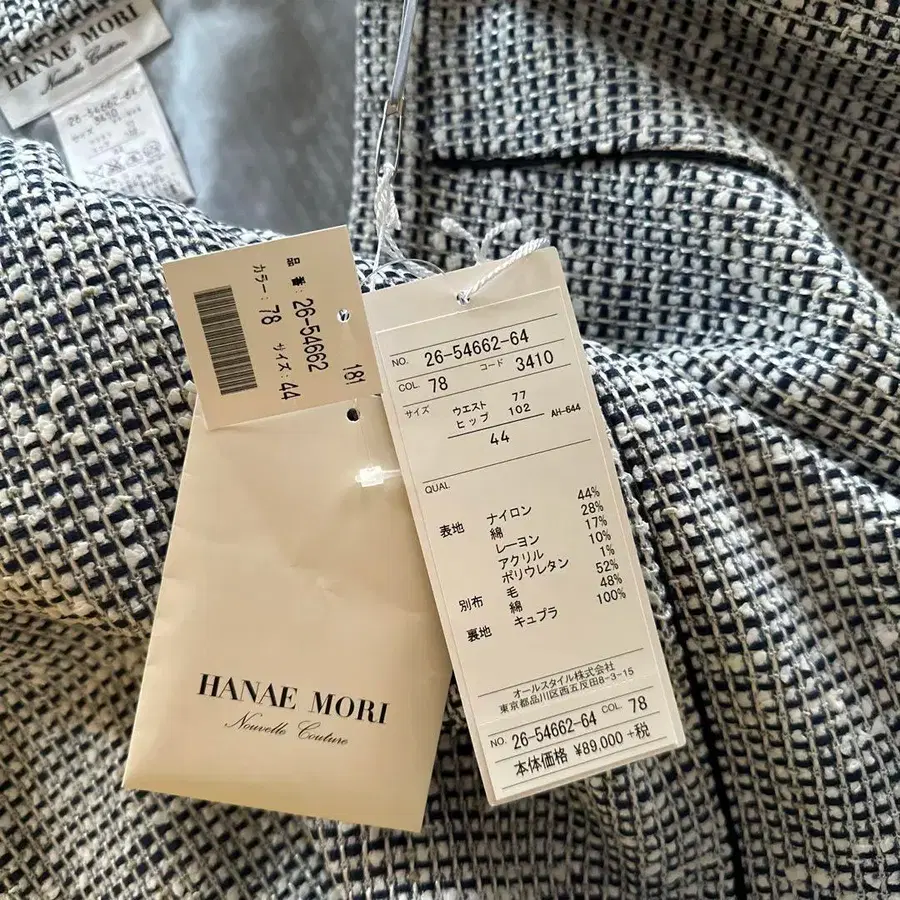 HANAE MORI
Nouvelle Couture
26-54662-64
3410
品番: 26-54662
カラー: 78 サイズ: 44
181
HANAE MORI
Nouvelle Couture
NO. 26-54662-64
COL. 78 コード 3410
サイズ ウエスト 77
ヒップ 102 AH-644
44
QUAL
表地 ナイロン 44%
綿 28%
レーヨン 17%
アクリル 10%
ポリウレタン 1%
別布 毛 52%
綿 48%
裏地 キュプラ 100%
オールスタイル株式会社
東京都品川区西五反田8-3-15
NO. 26-54662-64 COL. 78
本体価格 ¥89,000 +税